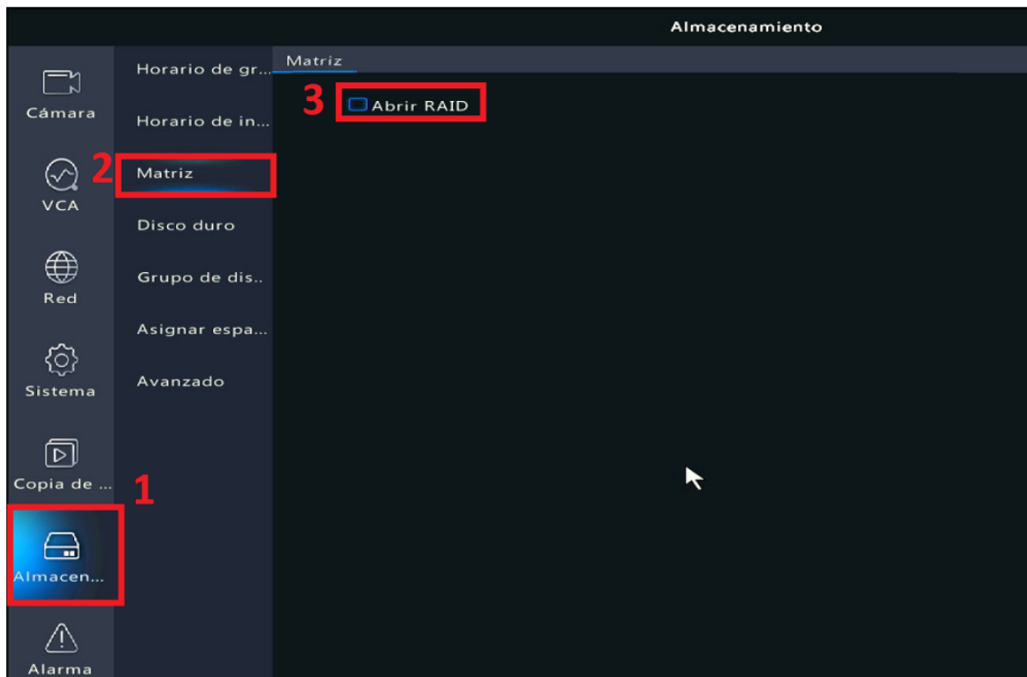 Almacenamiento
Cámara
VCA
Red
Sistema
Copia de ...
Almacen...
Alarma
Horario de gr...
Horario de in...
Matriz
Disco duro
Grupo de dis..
Asignar espa...
Avanzado
Matriz
Abrir RAID
1
2
3